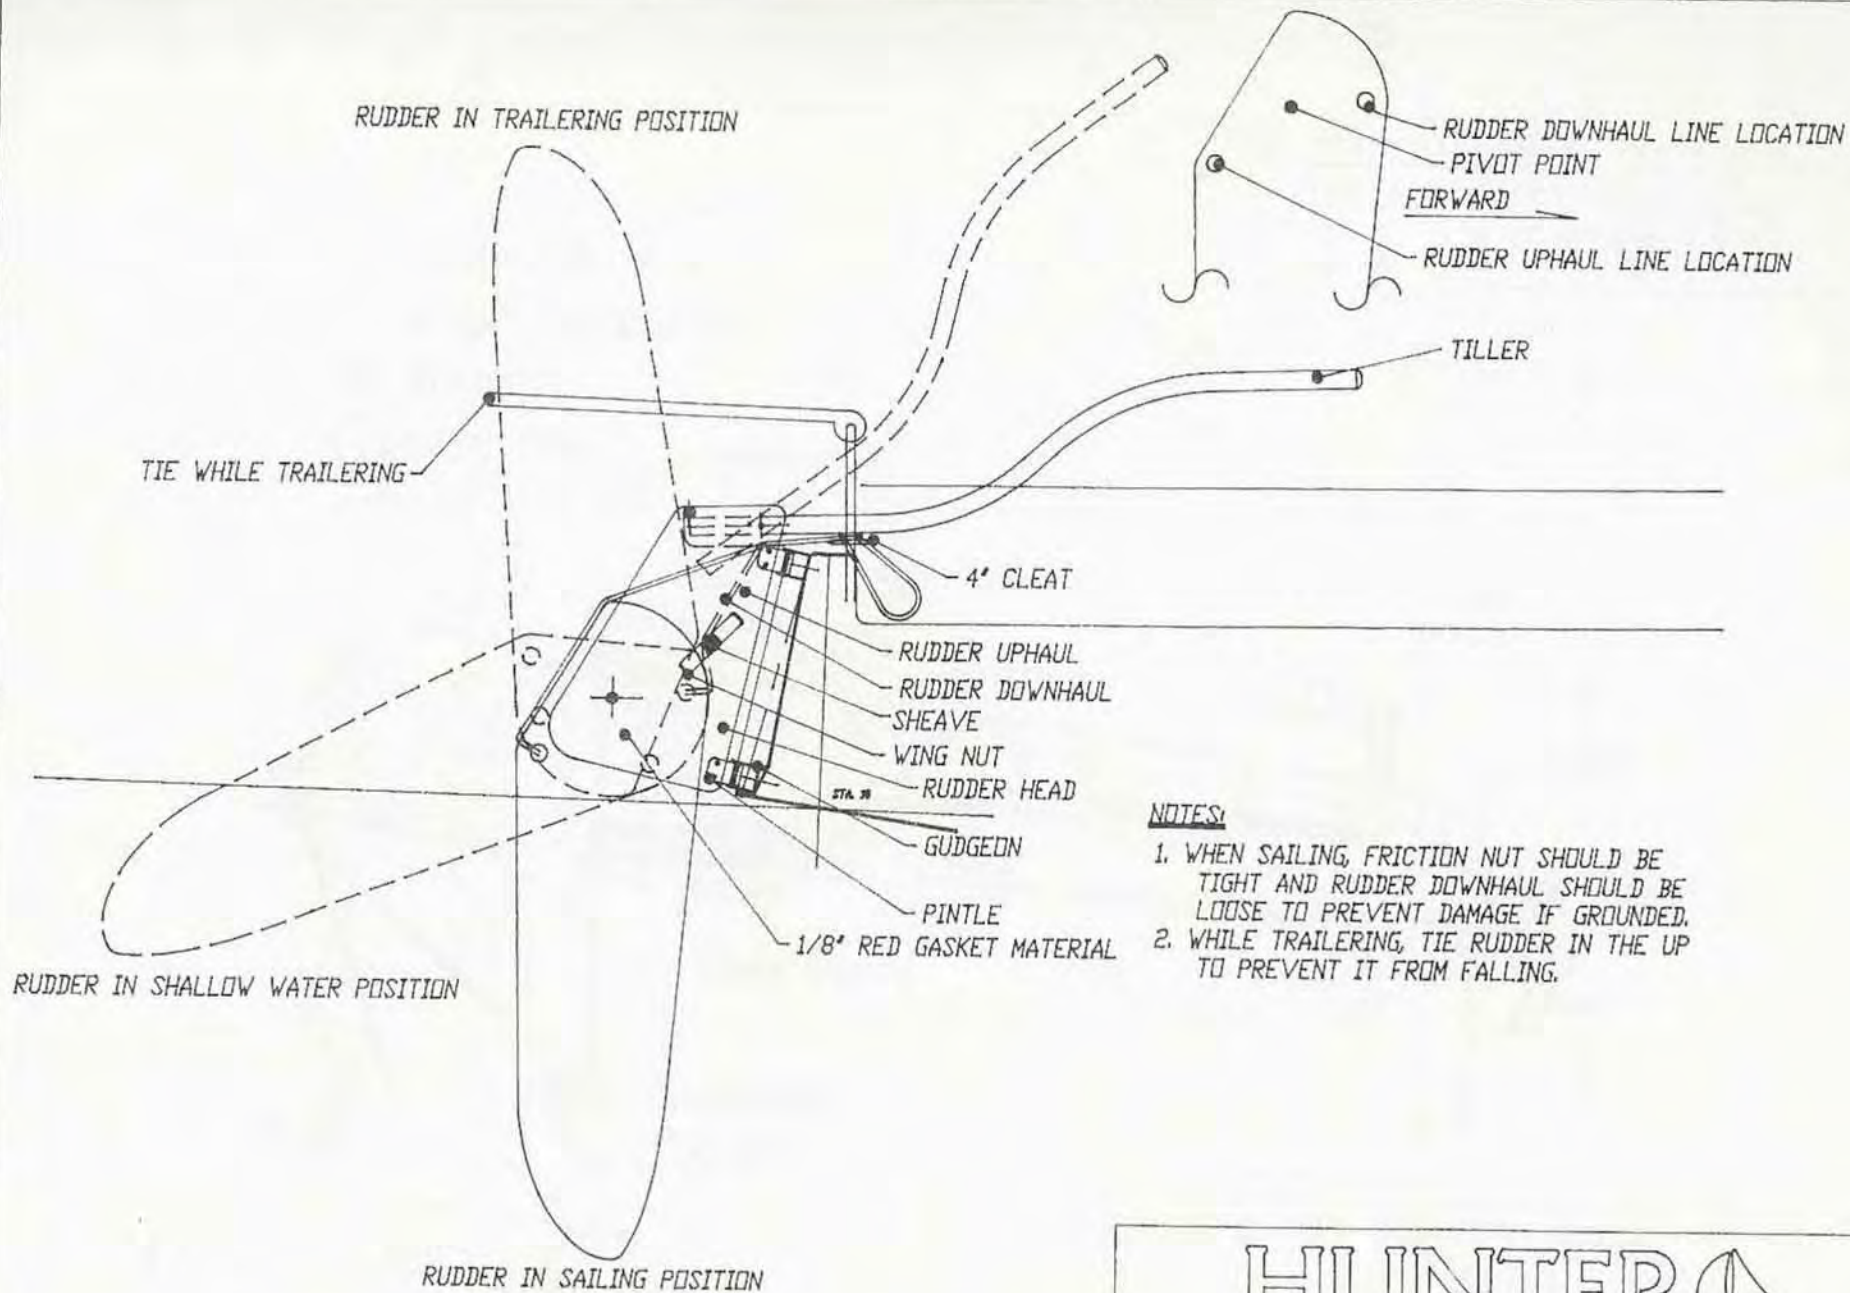 RUDDER IN TRAILERING POSITION
RUDDER DOWNHAUL LINE LOCATION
PIVOT POINT
FORWARD
RUDDER UPHAUL LINE LOCATION
TILLER
TIE WHILE TRAILERING
4" CLEAT
RUDDER UPHAUL
RUDDER DOWNHAUL
SHEAVE
WING NUT
RUDDER HEAD
GUDGEON
PINTLE
1/8" RED GASKET MATERIAL
RUDDER IN SHALLOW WATER POSITION
NOTES:
1. WHEN SAILING, FRICTION NUT SHOULD BE
TIGHT AND RUDDER DOWNHAUL SHOULD BE
LOOSE TO PREVENT DAMAGE IF GROUNDED.
2. WHILE TRAILERING, TIE RUDDER IN THE UP
TO PREVENT IT FROM FALLING.
RUDDER IN SAILING POSITION
HUNTER